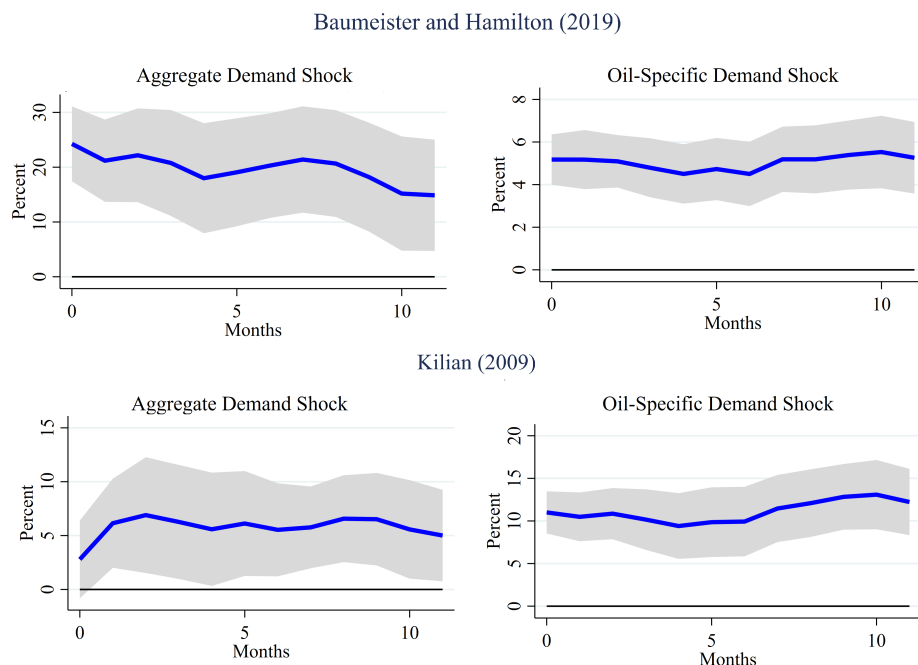 Baumeister and Hamilton (2019)
Aggregate Demand Shock
Percent
30
20
10
0
0 5 10
Months
Oil-Specific Demand Shock
Percent
8
6
4
2
0
0 5 10
Months
Kilian (2009)
Aggregate Demand Shock
Percent
15
10
5
0
0 5 10
Months
Oil-Specific Demand Shock
Percent
20
15
10
5
0
0 5 10
Months